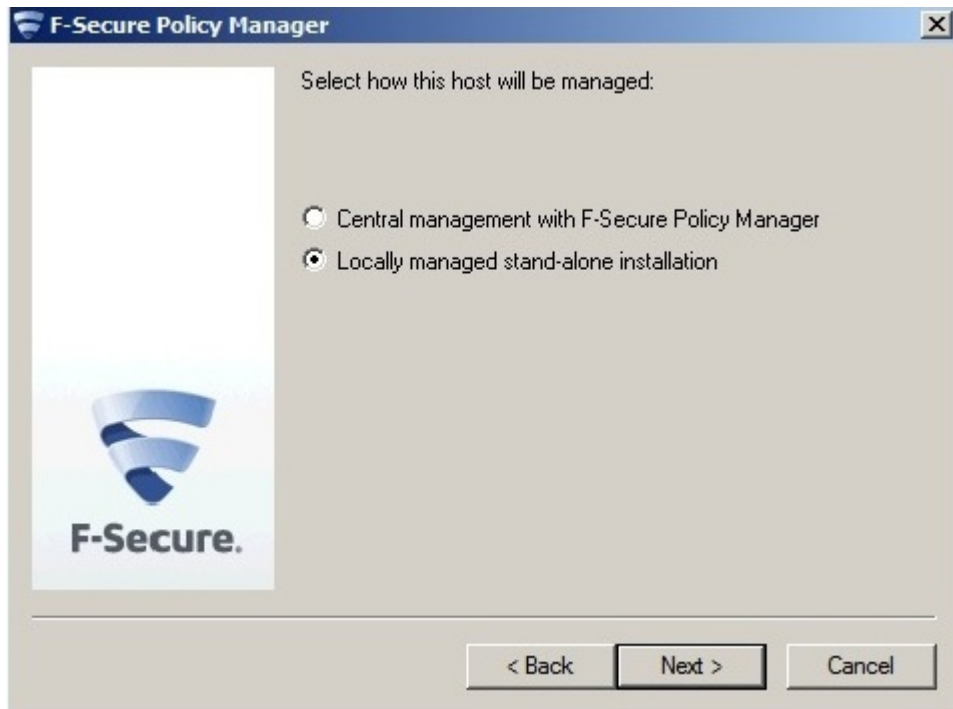 F-Secure Policy Manager
Select how this host will be managed:
Central management with F-Secure Policy Manager
Locally managed stand-alone installation
F-Secure.
< Back
Next >
Cancel